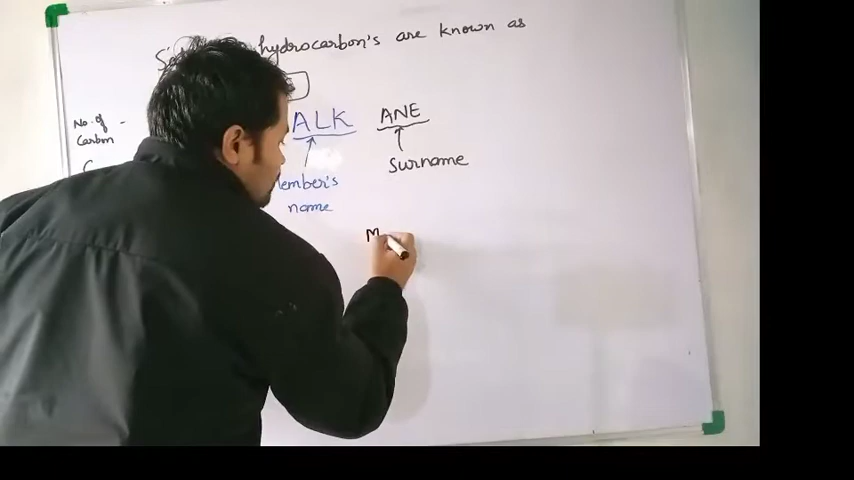 hydrocarbon's are known as
No. of -
Carbon
C
ALK ANE
Surname
ember's
name
M